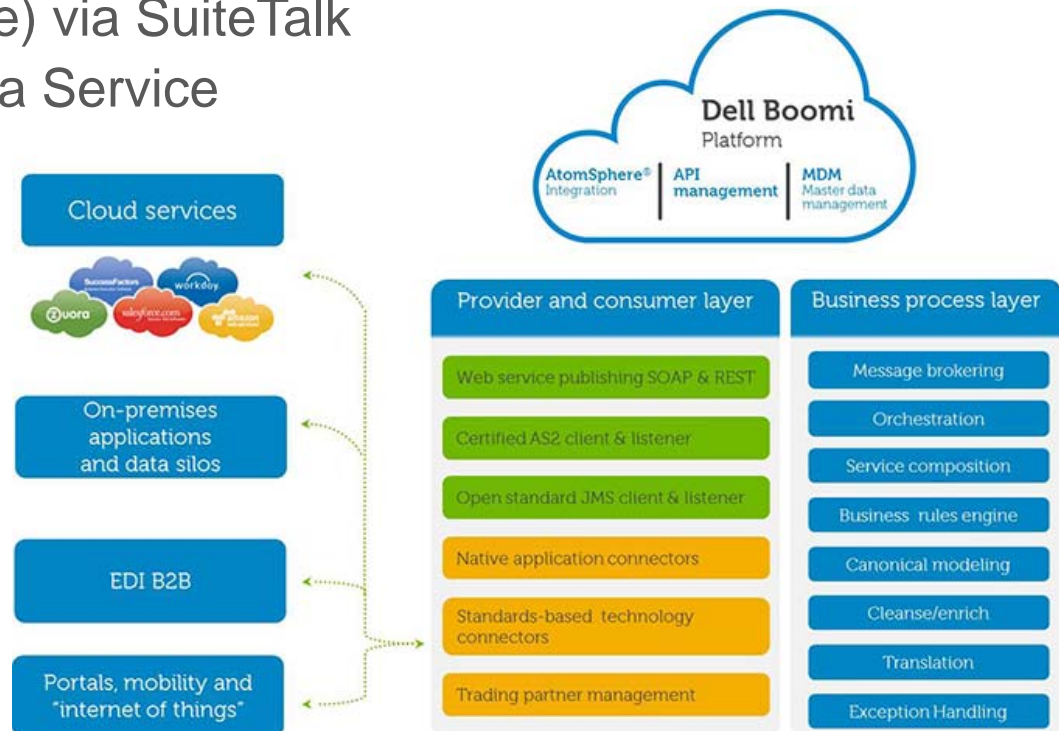 e) via SuiteTalk
a Service
Dell Boomi
Platform
AtomSphere®
Integration
API
management
MDM
Master data
management
Cloud services
SuccessFactors
workday.
zuora
salesforce.com
amazon
On-premises
applications
and data silos
EDI B2B
Portals, mobility and
"internet of things"
Provider and consumer layer
Web service publishing SOAP & REST
Certified AS2 client & listener
Open standard JMS client & listener
Native application connectors
Standards-based technology
connectors
Trading partner management
Business process layer
Message brokering
Orchestration
Service composition
Business rules engine
Canonical modeling
Cleanse/enrich
Translation
Exception Handling